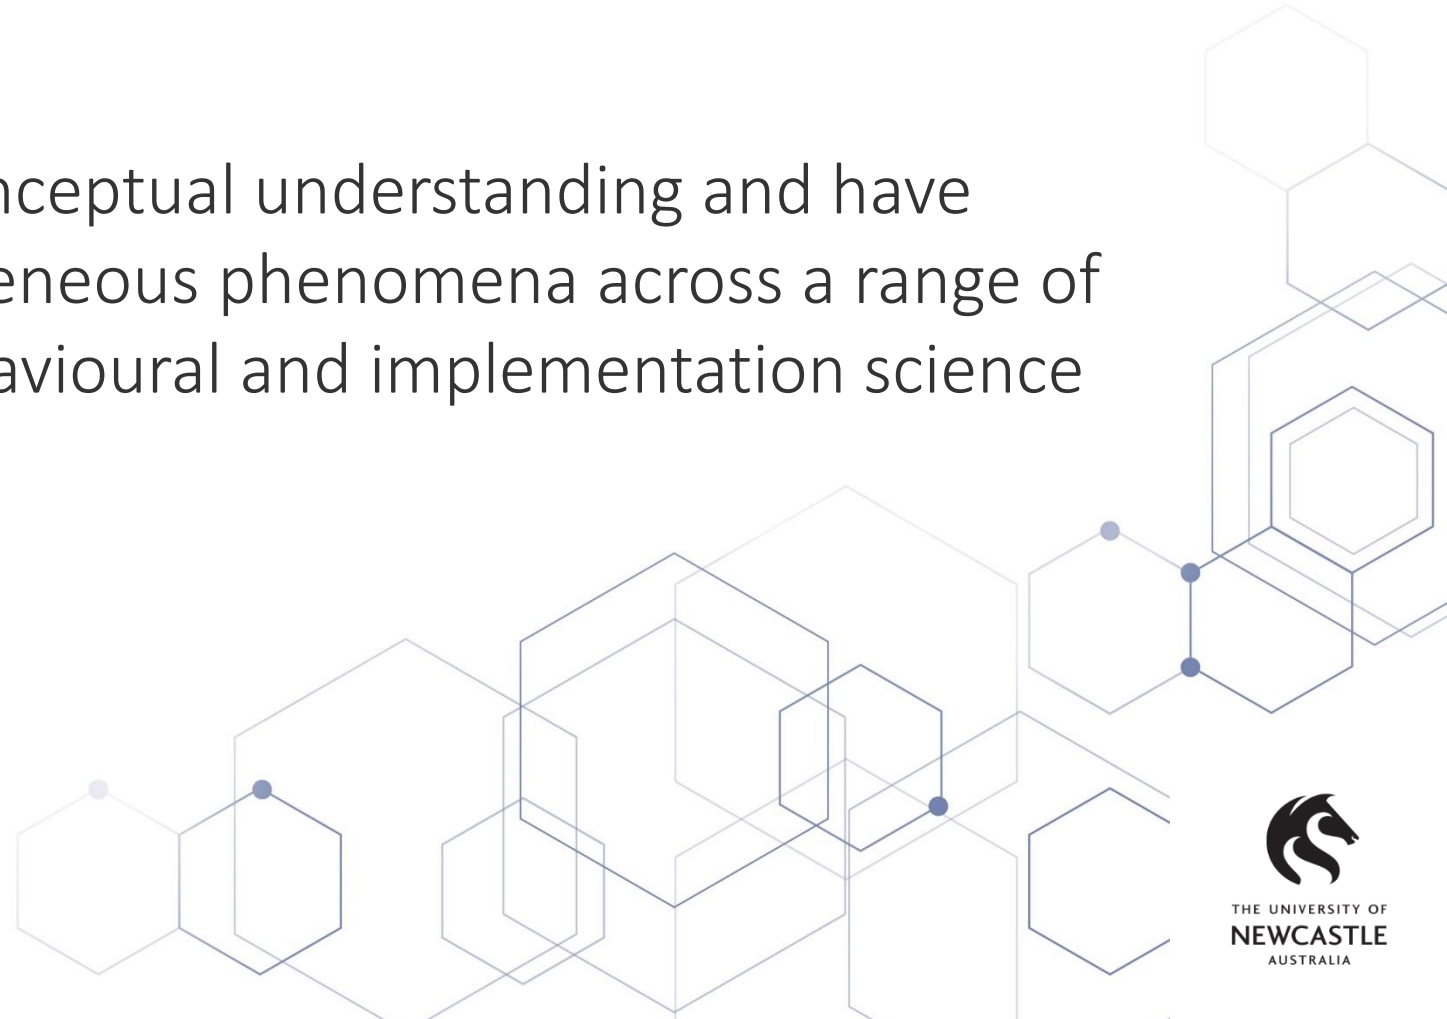 nceptual understanding and have
eneous phenomena across a range of
avioural and implementation science
THE UNIVERSITY OF
NEWCASTLE
AUSTRALIA